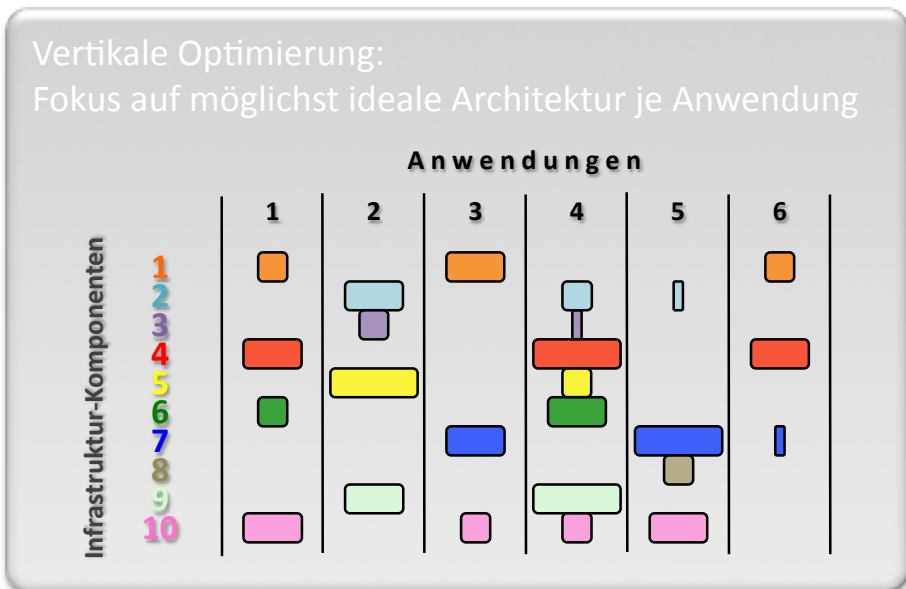 Vertikale Optimierung:
Fokus auf möglichst ideale Architektur je Anwendung
Anwendungen
1 2 3 4 5 6
Infrastruktur-Komponenten
1
2
3
4
5
6
7
8
9
10